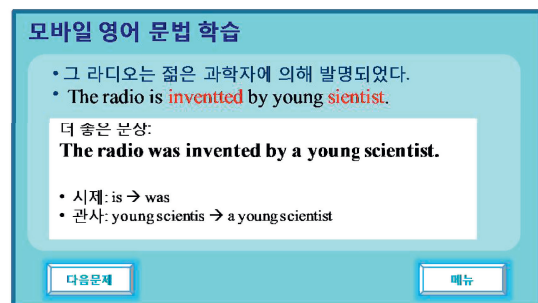 모바일 영어 문법 학습
• 그 라디오는 젊은 과학자에 의해 발명되었다.
• The radio is inventted by young sientist.
더 좋은 문장:
The radio was invented by a young scientist.
• 시제: is → was
• 관사: young scientis → a young scientist
다음문제
메뉴